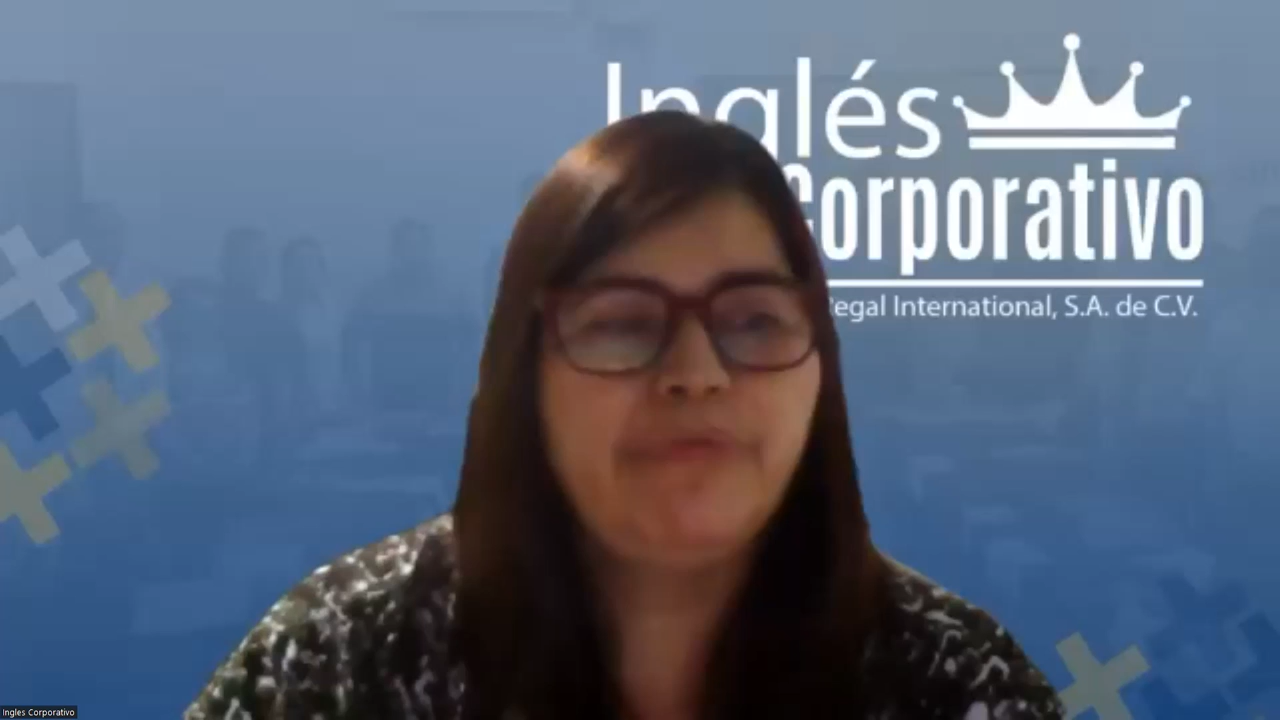 Inglés
Corporativo
Regal International, S.A. de C.V.
Ingles Corporativo